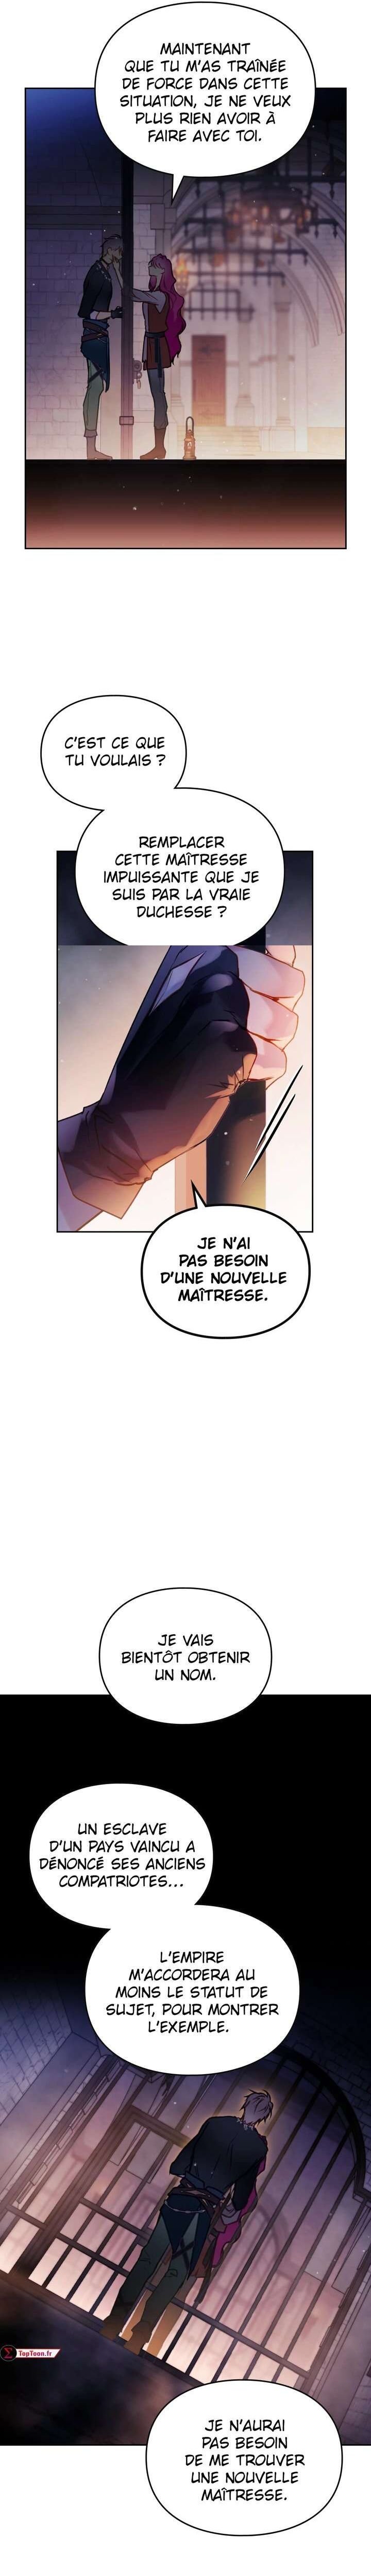 MAINTENANT
QUE TU M'AS TRAÎNÉE
DE FORCE DANS CETTE
SITUATION, JE NE VEUX
PLUS RIEN AVOIR À
FAIRE AVEC TOI.
C'EST CE QUE
TU VOULAIS ?
REMPLACER
CETTE MAÎTRESSE
IMPUISSANTE QUE JE
SUIS PAR LA VRAIE
DUCHESSE ?
JE N'AI
PAS BESOIN
D'UNE NOUVELLE
MAÎTRESSE.
JE VAIS
BIENTÔT OBTENIR
UN NOM.
UN ESCLAVE
D'UN PAYS VAINCU A
DÉNONCÉ SES ANCIENS
COMPATRIOTES...
L'EMPIRE
M'ACCORDERA AU
MOINS LE STATUT DE
SUJET, POUR MONTRER
L'EXEMPLE.
TopToon.fr
JE N'AURAI
PAS BESOIN
DE ME TROUVER
UNE NOUVELLE
MAÎTRESSE.